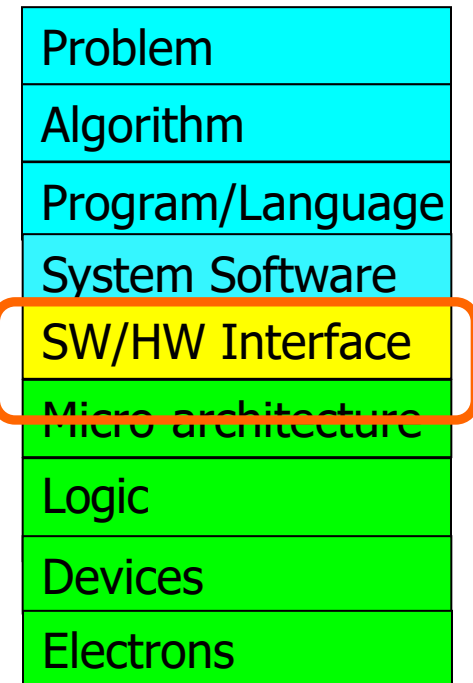 Problem
Algorithm
Program/Language
System Software
SW/HW Interface
Micro-architecture
Logic
Devices
Electrons